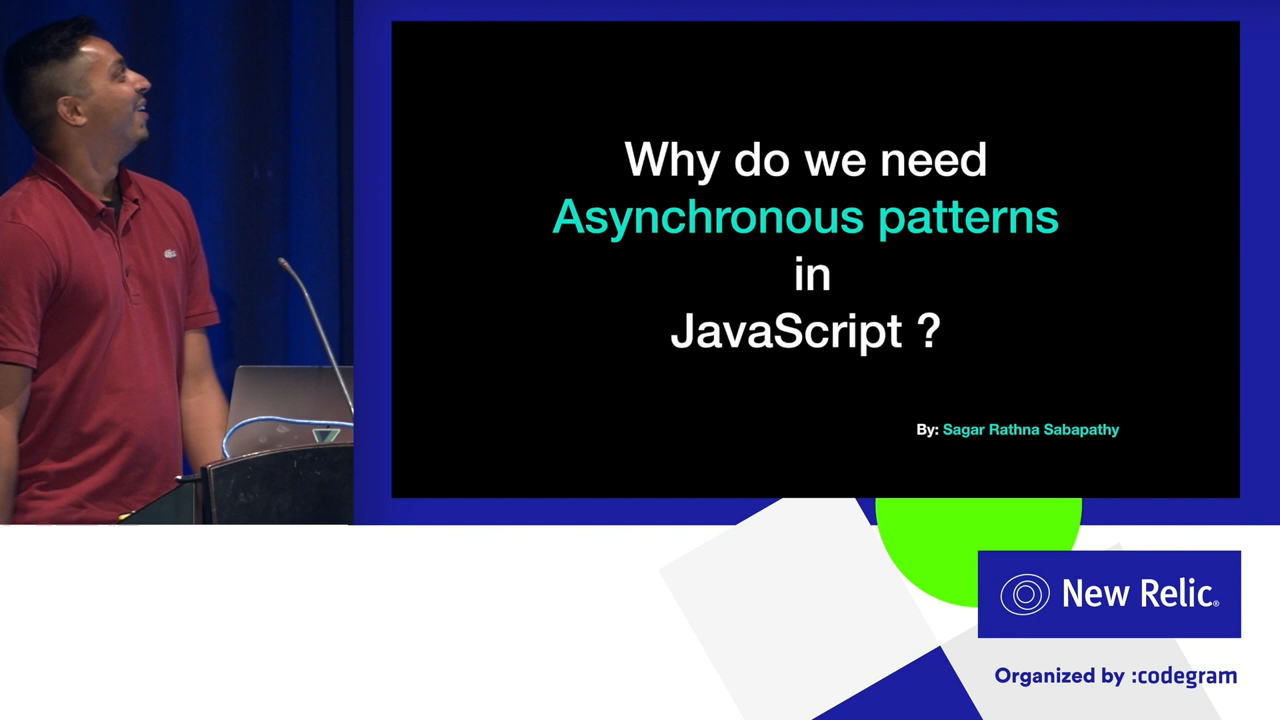 Why do we need
Asynchronous patterns
in
JavaScript ?
By: Sagar Rathna Sabapathy
New Relic®
Organized by :codegram